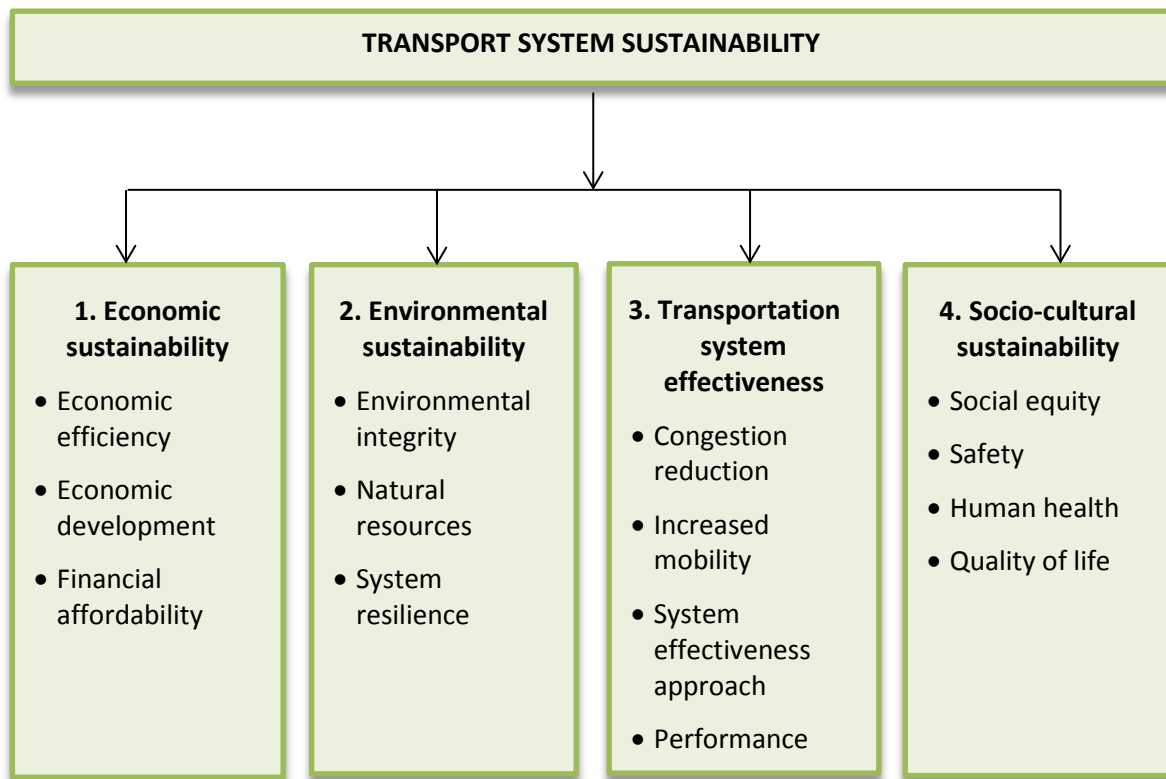 TRANSPORT SYSTEM SUSTAINABILITY
1. Economic
sustainability
• Economic
efficiency
• Economic
development
• Financial
affordability
2. Environmental
sustainability
• Environmental
integrity
• Natural
resources
• System
resilience
3. Transportation
system
effectiveness
• Congestion
reduction
• Increased
mobility
• System
effectiveness
approach
• Performance
4. Socio-cultural
sustainability
• Social equity
• Safety
• Human health
• Quality of life